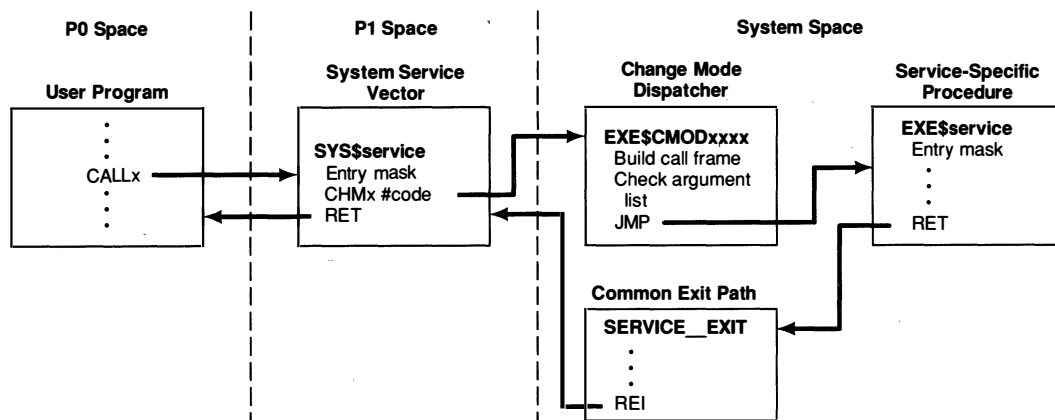 P0 Space
P1 Space
System Space
User Program
CALLx
System Service
Vector
SYS$service
Entry mask
CHMx #code
RET
Change Mode
Dispatcher
EXE$CMODxxxx
Build call frame
Check argument
list
JMP
Service-Specific
Procedure
EXE$service
Entry mask
RET
Common Exit Path
SERVICE__EXIT
REI